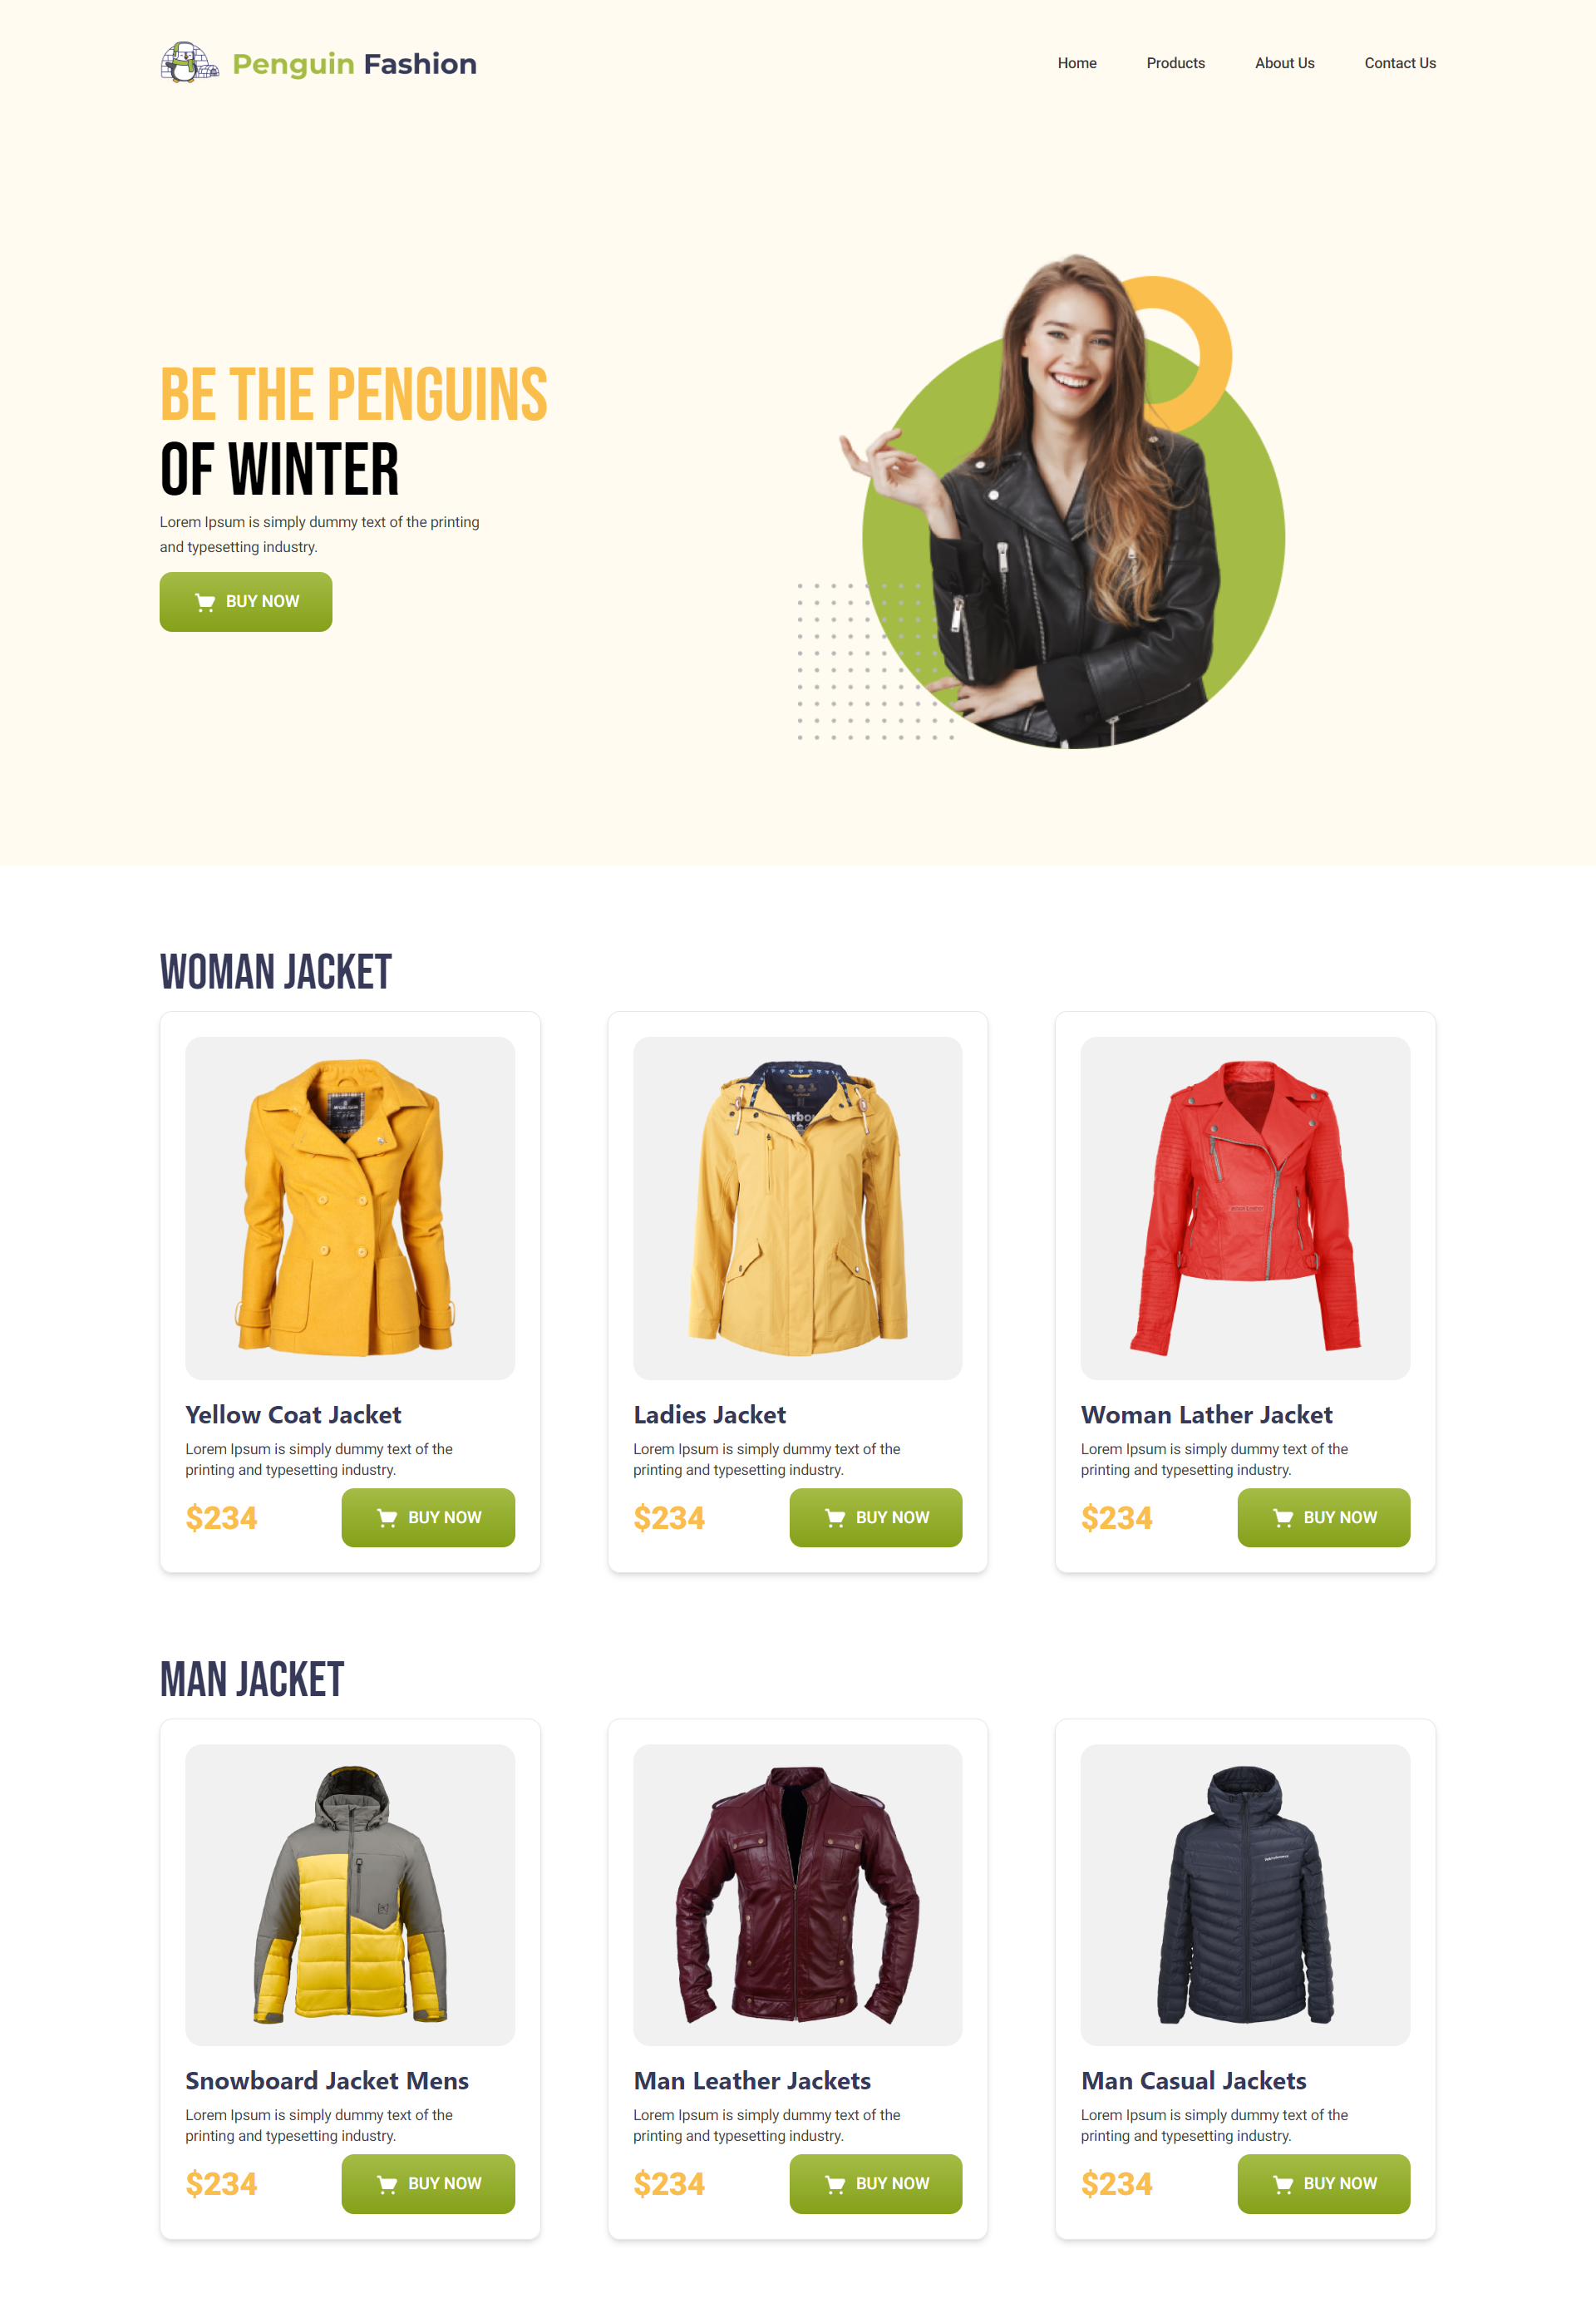 Penguin Fashion
Home Products About Us Contact Us
BE THE PENGUINS
OF WINTER
Lorem Ipsum is simply dummy text of the printing
and typesetting industry.
BUY NOW
WOMAN JACKET
Yellow Coat Jacket
Lorem Ipsum is simply dummy text of the
printing and typesetting industry.
$234 BUY NOW
Ladies Jacket
Lorem Ipsum is simply dummy text of the
printing and typesetting industry.
$234 BUY NOW
Woman Lather Jacket
Lorem Ipsum is simply dummy text of the
printing and typesetting industry.
$234 BUY NOW
MAN JACKET
Snowboard Jacket Mens
Lorem Ipsum is simply dummy text of the
printing and typesetting industry.
$234 BUY NOW
Man Leather Jackets
Lorem Ipsum is simply dummy text of the
printing and typesetting industry.
$234 BUY NOW
Man Casual Jackets
Lorem Ipsum is simply dummy text of the
printing and typesetting industry.
$234 BUY NOW